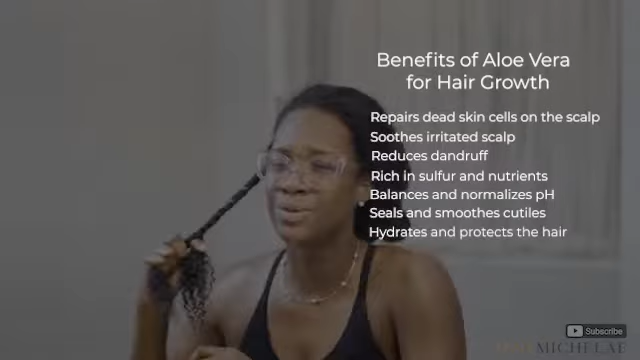 Benefits of Aloe Vera
for Hair Growth
Repairs dead skin cells on the scalp
Soothes irritated scalp
Reduces dandruff
Rich in sulfur and nutrients
Balances and normalizes pH
Seals and smoothes cutiles
Hydrates and protects the hair
Subscribe